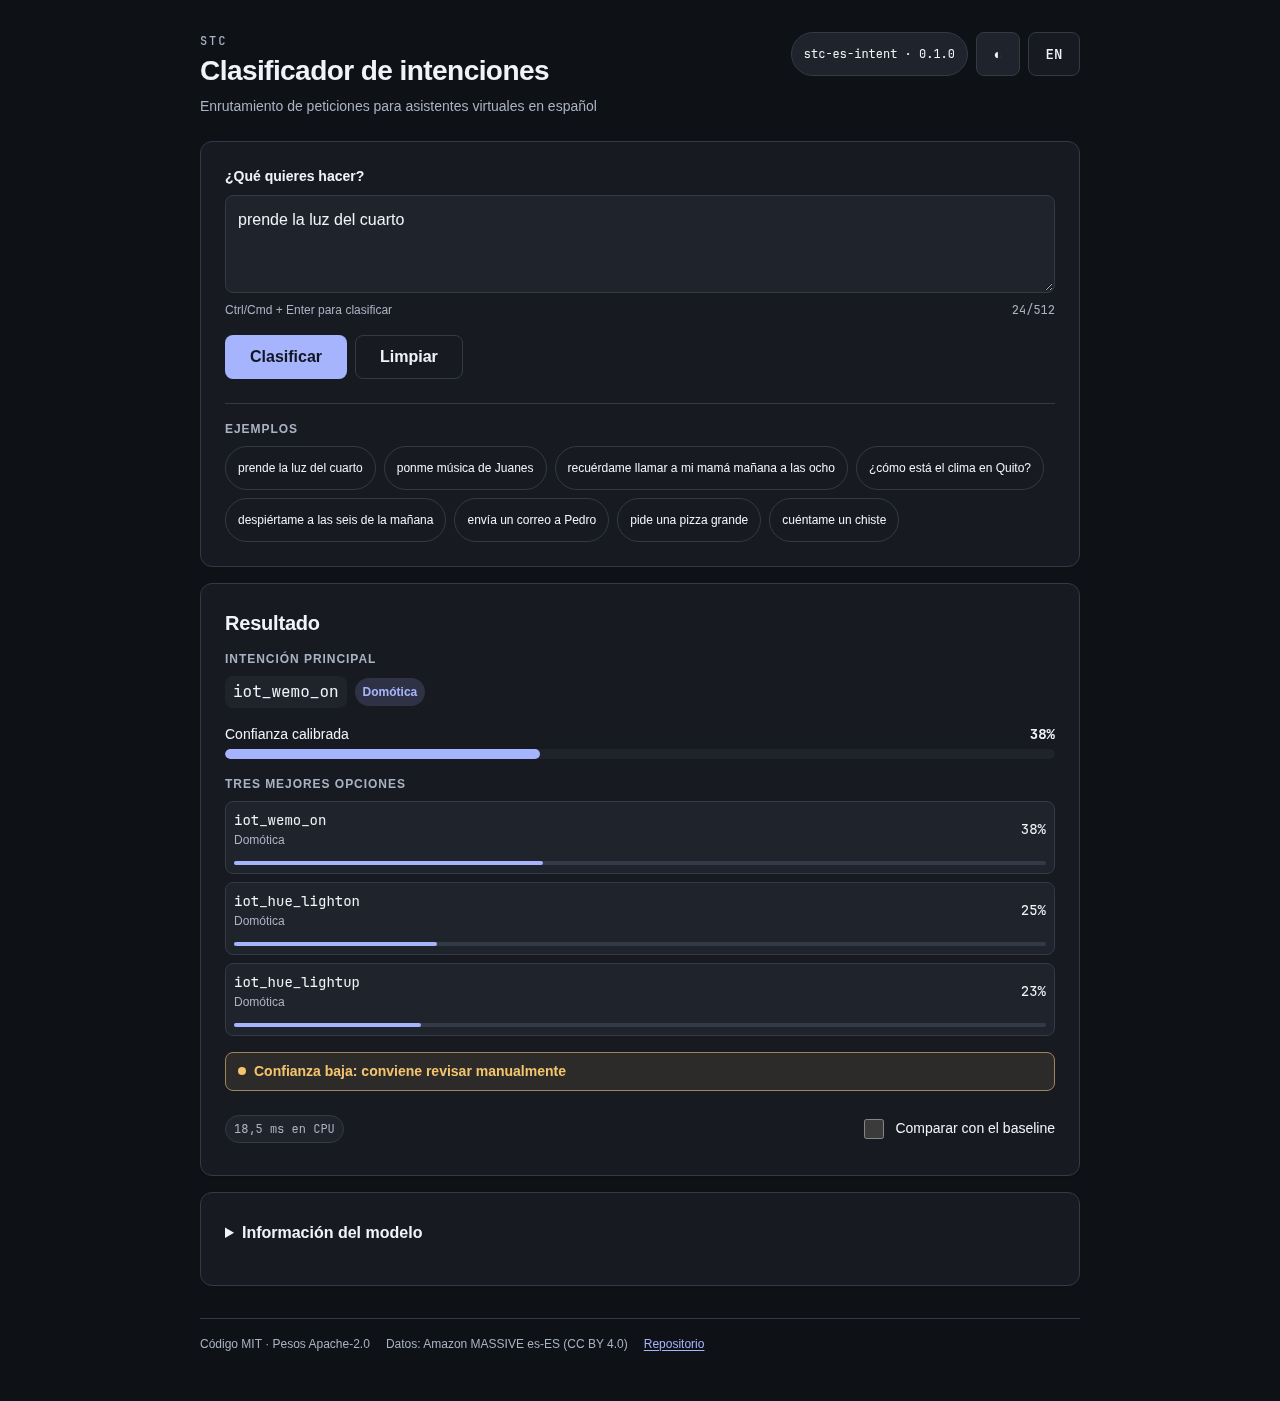 STC
Clasificador de intenciones
Enrutamiento de peticiones para asistentes virtuales en español
stc-es-intent · 0.1.0
EN
¿Qué quieres hacer?
prende la luz del cuarto
Ctrl/Cmd + Enter para clasificar
24/512
Clasificar
Limpiar
EJEMPLOS
prende la luz del cuarto
ponme música de Juanes
recuérdame llamar a mi mamá mañana a las ocho
¿cómo está el clima en Quito?
despiértame a las seis de la mañana
envía un correo a Pedro
pide una pizza grande
cuéntame un chiste
Resultado
INTENCIÓN PRINCIPAL
iot_wemo_on
Domótica
Confianza calibrada
38%
TRES MEJORES OPCIONES
iot_wemo_on
Domótica
38%
iot_hue_lighton
Domótica
25%
iot_hue_lightup
Domótica
23%
Confianza baja: conviene revisar manualmente
18,5 ms en CPU
Comparar con el baseline
Información del modelo
Código MIT · Pesos Apache-2.0
Datos: Amazon MASSIVE es-ES (CC BY 4.0)
Repositorio